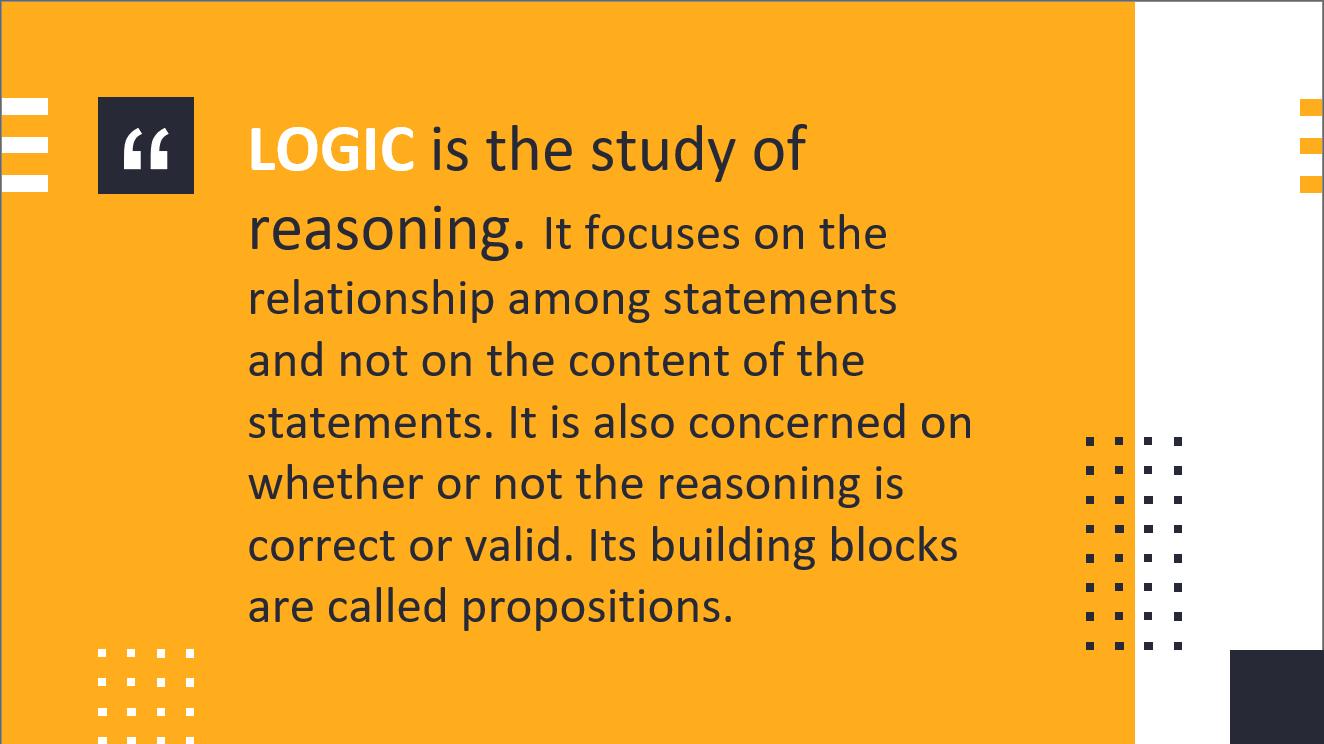 “
LOGIC is the study of
reasoning. It focuses on the
relationship among statements
and not on the content of the
statements. It is also concerned on
whether or not the reasoning is
correct or valid. Its building blocks
are called propositions.